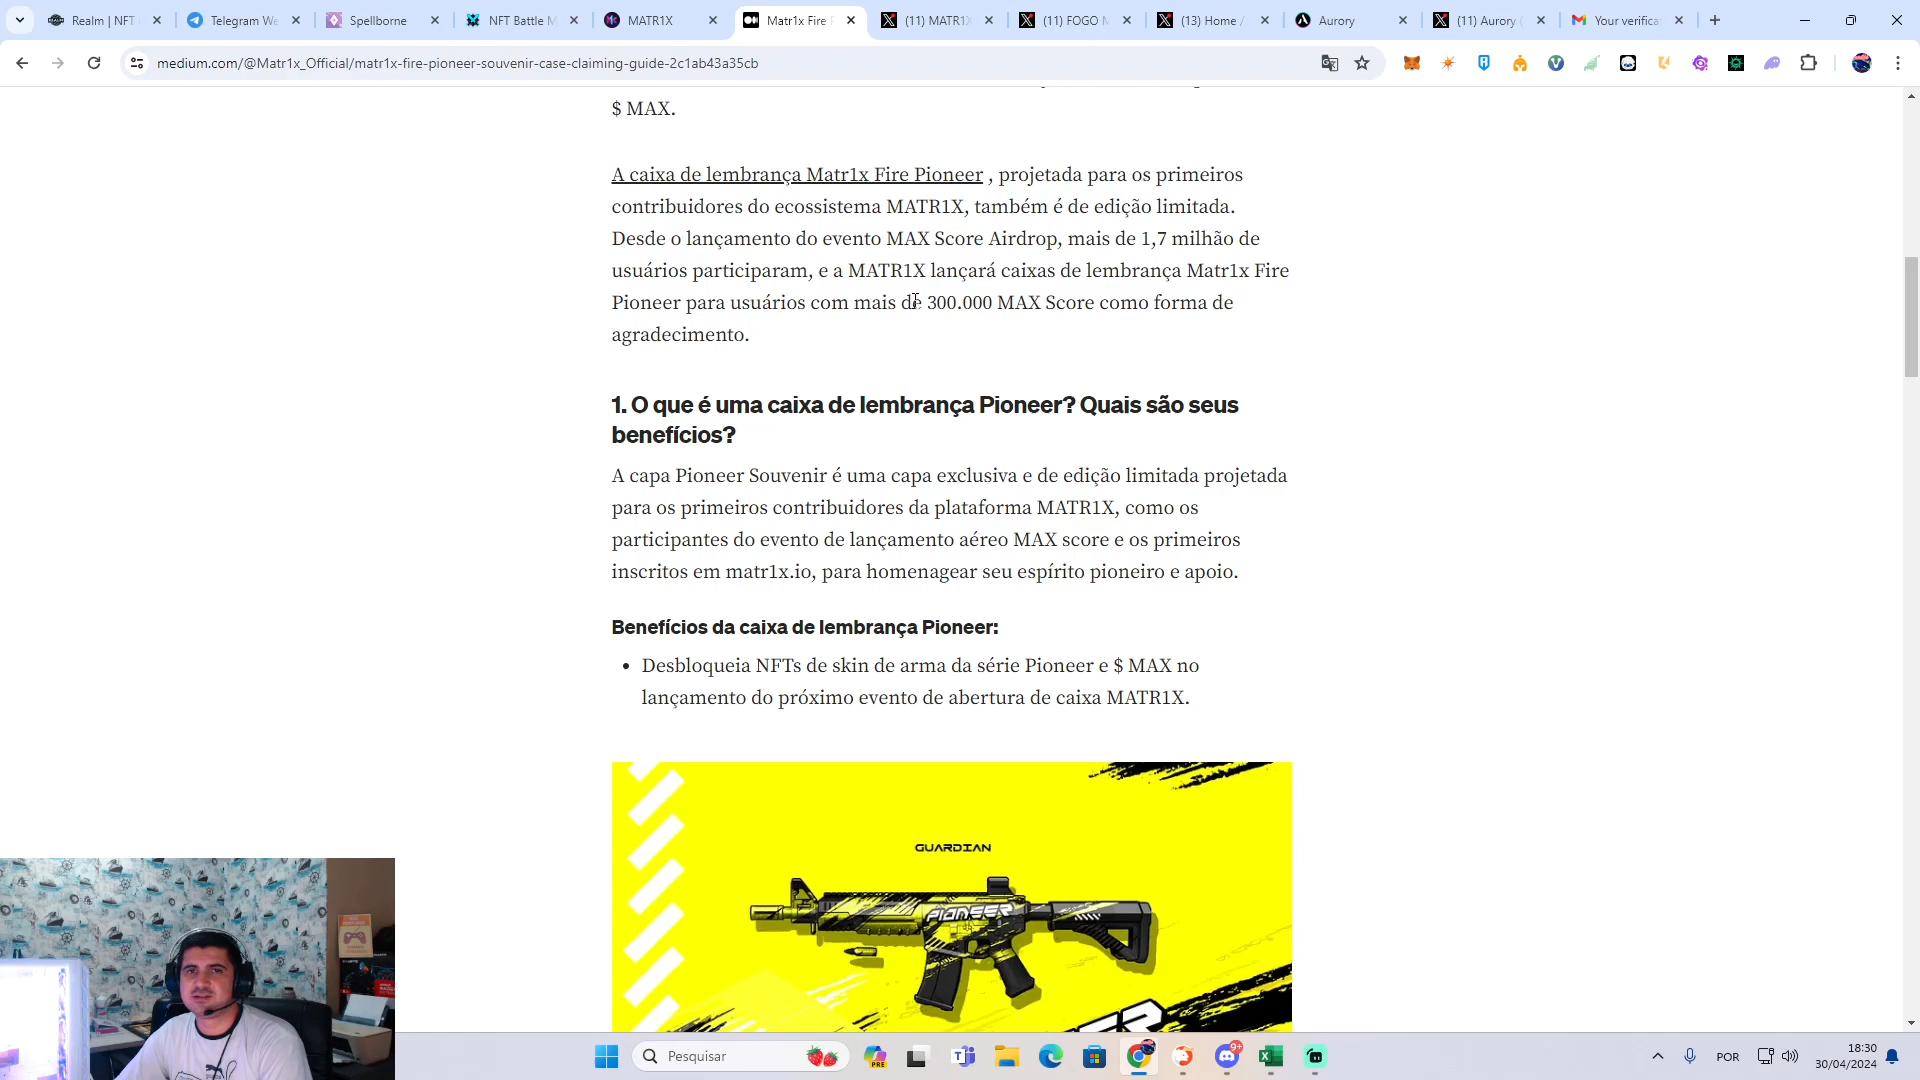 Realm | NFT
Telegram We
Spellborne
NFT Battle M
MATR1X
Matr1x Fire P
(11) MATR1X
(11) FOGO M
(13) Home /
Aurory
(11) Aurory (
Your verifica
medium.com/@Matr1x_Official/matr1x-fire-pioneer-souvenir-case-claiming-guide-2c1ab43a35cb
$ MAX.
A caixa de lembrança Matr1x Fire Pioneer , projetada para os primeiros
contribuidores do ecossistema MATR1X, também é de edição limitada.
Desde o lançamento do evento MAX Score Airdrop, mais de 1,7 milhão de
usuários participaram, e a MATR1X lançará caixas de lembrança Matr1x Fire
Pioneer para usuários com mais de 300.000 MAX Score como forma de
agradecimento.
1. O que é uma caixa de lembrança Pioneer? Quais são seus
benefícios?
A capa Pioneer Souvenir é uma capa exclusiva e de edição limitada projetada
para os primeiros contribuidores da plataforma MATR1X, como os
participantes do evento de lançamento aéreo MAX score e os primeiros
inscritos em matr1x.io, para homenagear seu espírito pioneiro e apoio.
Benefícios da caixa de lembrança Pioneer:
• Desbloqueia NFTs de skin de arma da série Pioneer e $ MAX no
lançamento do próximo evento de abertura de caixa MATR1X.
GUARDIAN
PIONEER
Pesquisar
PRE
9+
POR
18:30
30/04/2024